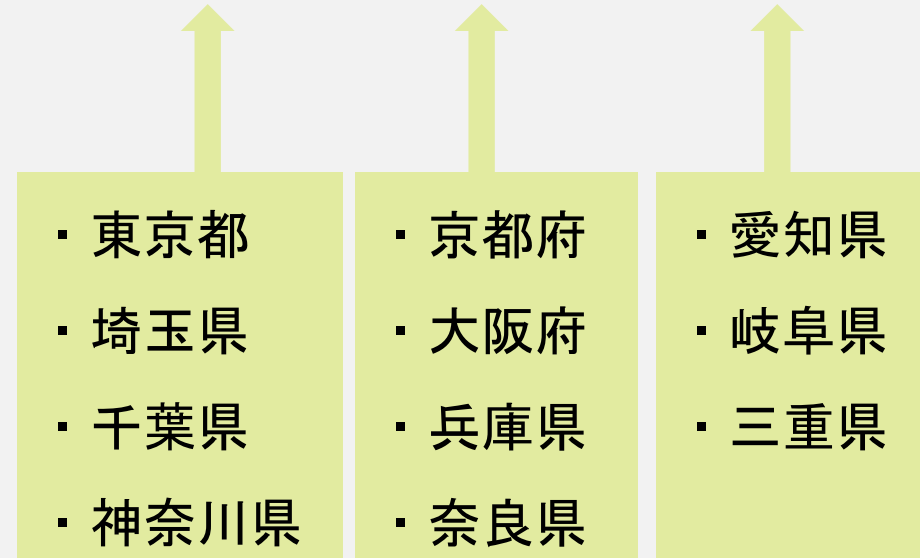 ・東京都
・埼玉県
・千葉県
・神奈川県
・京都府
・大阪府
・兵庫県
・奈良県
・愛知県
・岐阜県
・三重県